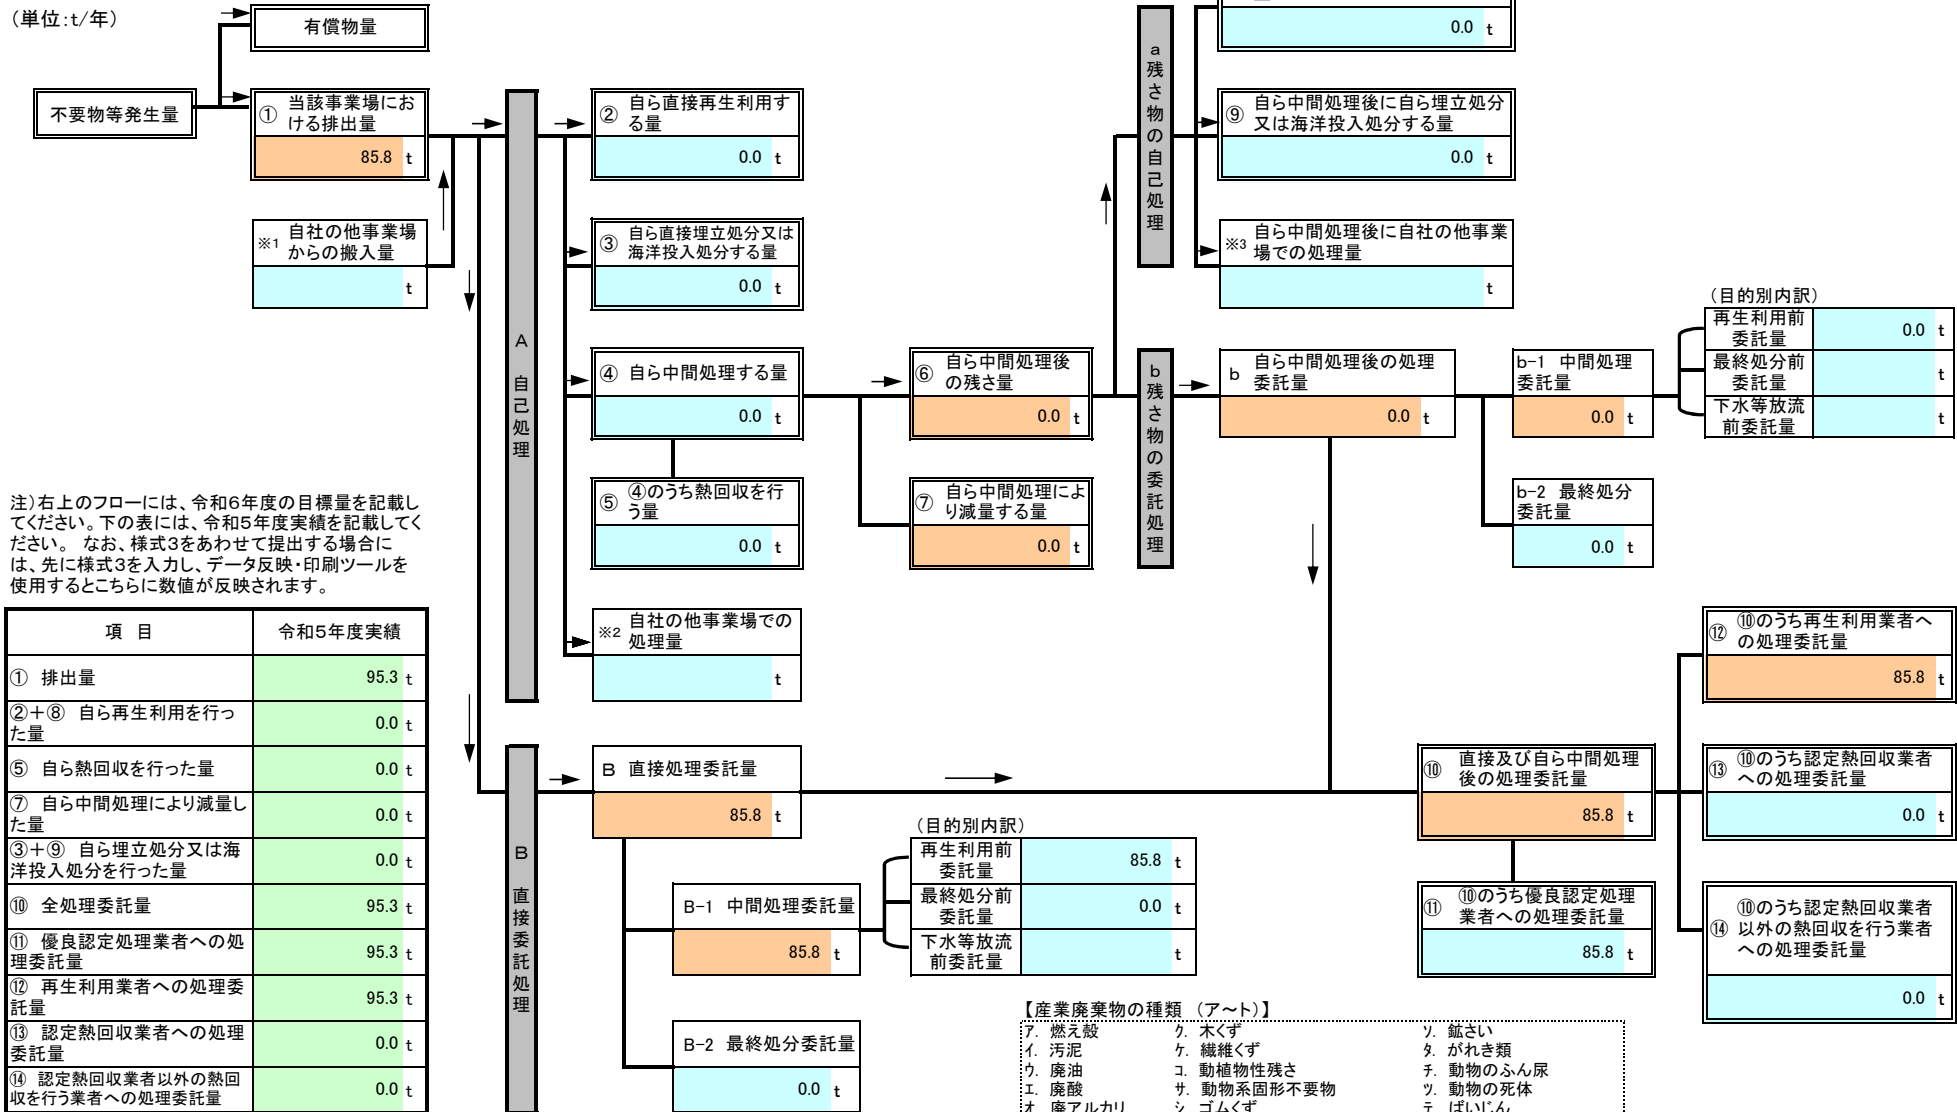 （単位：t/年）
有償物量
不要物等発生量
① 当該事業場にお
ける排出量
85.8 t
※1 自社の他事業場
からの搬入量
t
A 自己処理
② 自ら直接再生利用す
る量
0.0 t
③ 自ら直接埋立処分又は
海洋投入処分する量
0.0 t
④ 自ら中間処理する量
0.0 t
⑤ ④のうち熱回収を行
う量
0.0 t
※2 自社の他事業場での
処理量
t
⑥ 自ら中間処理後
の残さ量
0.0 t
⑦ 自ら中間処理によ
り減量する量
0.0 t
a 残さ物の自己処理
0.0 t
⑨ 自ら中間処理後に自ら埋立処分
又は海洋投入処分する量
0.0 t
※3 自ら中間処理後に自社の他事業
場での処理量
t
b 残さ物の委託処理
b 自ら中間処理後の処理
委託量
0.0 t
b-1 中間処理
委託量
0.0 t
（目的別内訳）
再生利用前
委託量 0.0 t
最終処分前
委託量 t
下水等放流
前委託量 t
b-2 最終処分
委託量
0.0 t
注）右上のフローには、令和6年度の目標量を記載し
てください。下の表には、令和5年度実績を記載してく
ださい。 なお、様式3をあわせて提出する場合に
は、先に様式3を入力し、データ反映・印刷ツールを
使用するとこちらに数値が反映されます。
項 目 令和5年度実績
① 排出量 95.3 t
②＋⑧ 自ら再生利用を行っ
た量 0.0 t
⑤ 自ら熱回収を行った量 0.0 t
⑦ 自ら中間処理により減量し
た量 0.0 t
③＋⑨ 自ら埋立処分又は海
洋投入処分を行った量 0.0 t
⑩ 全処理委託量 95.3 t
⑪ 優良認定処理業者への処
理委託量 95.3 t
⑫ 再生利用業者への処理委
託量 95.3 t
⑬ 認定熱回収業者への処理
委託量 0.0 t
⑭ 認定熱回収業者以外の熱回
収を行う業者への処理委託量 0.0 t
B 直接委託処理
B 直接処理委託量
85.8 t
B-1 中間処理委託量
85.8 t
（目的別内訳）
再生利用前
委託量 85.8 t
最終処分前
委託量 0.0 t
下水等放流
前委託量 t
B-2 最終処分委託量
0.0 t
⑩ 直接及び自ら中間処理
後の処理委託量
85.8 t
⑪ ⑩のうち優良認定処理
業者への処理委託量
85.8 t
⑫ ⑩のうち再生利用業者へ
の処理委託量
85.8 t
⑬ ⑩のうち認定熱回収業者
への処理委託量
0.0 t
⑭ ⑩のうち認定熱回収業者
以外の熱回収を行う業者
への処理委託量
0.0 t
【産業廃棄物の種類 （ア～ト）】
ア. 燃え殻 ク. 木くず ソ. 鉱さい
イ. 汚泥 ケ. 繊維くず タ. がれき類
ウ. 廃油 コ. 動植物性残さ チ. 動物のふん尿
エ. 廃酸 サ. 動物系固形不要物 ツ. 動物の死体
オ. 廃アルカリ シ. ゴムくず テ. ばいじん